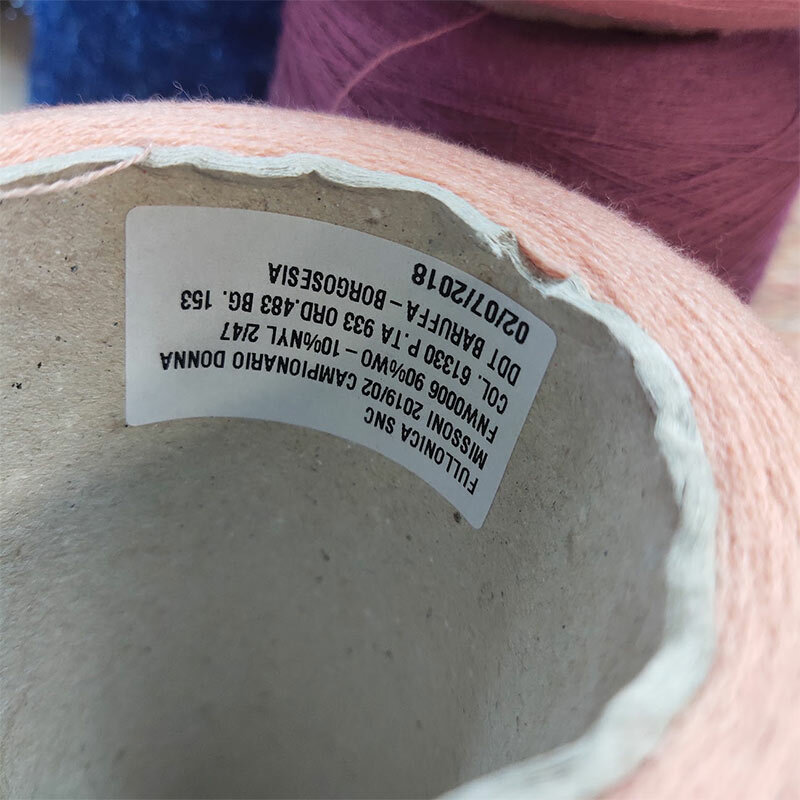 FULLONICA SNC
MISSONI 2019/02 CAMPIONARIO DONNA
FNW0006 90%WO – 10%NYL 2/47
COL. 61330 P.TA 933 ORD.483 BG. 153
DDT BARUFFA – BORGOSESIA
02/07/2018